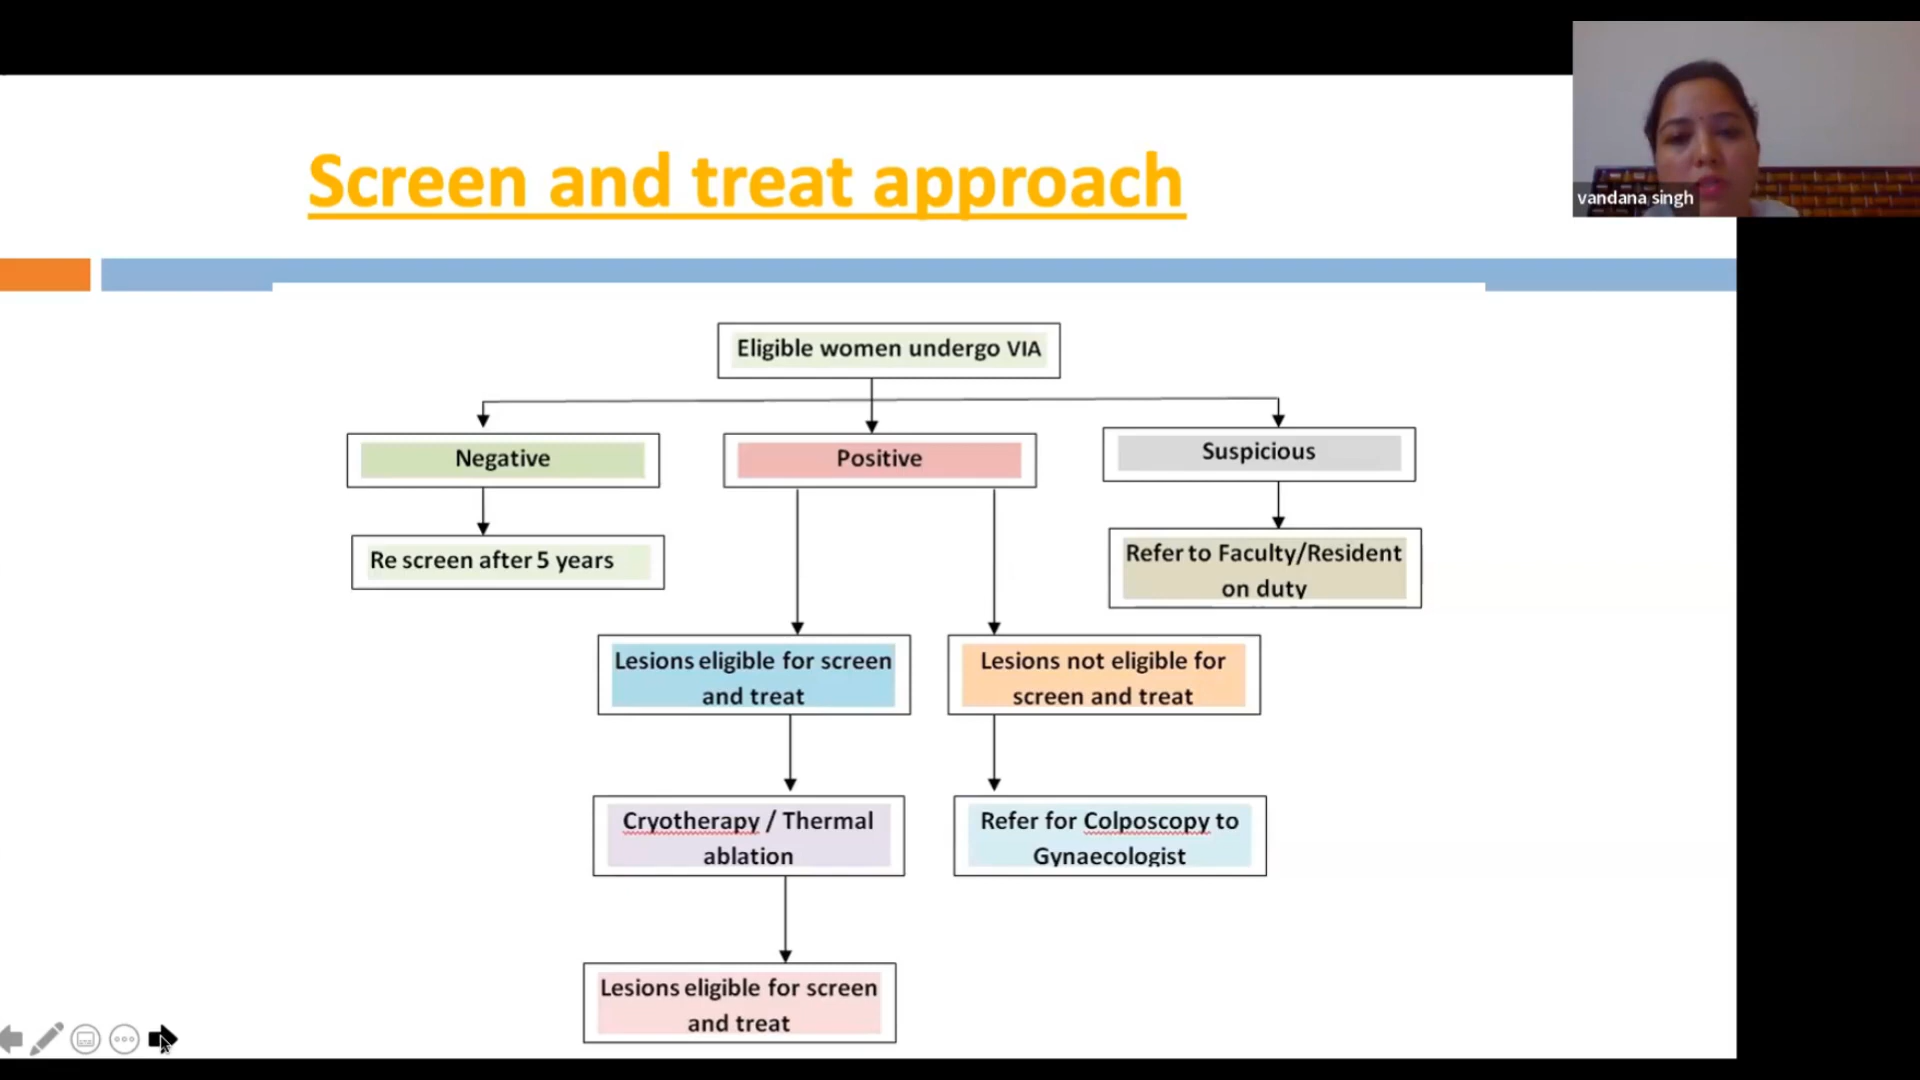 Screen and treat approach
vandana singh
Eligible women undergo VIA
Negative
Positive
Suspicious
Re screen after 5 years
Refer to Faculty/Resident
on duty
Lesions eligible for screen
and treat
Lesions not eligible for
screen and treat
Cryotherapy / Thermal
ablation
Refer for Colposcopy to
Gynaecologist
Lesions eligible for screen
and treat